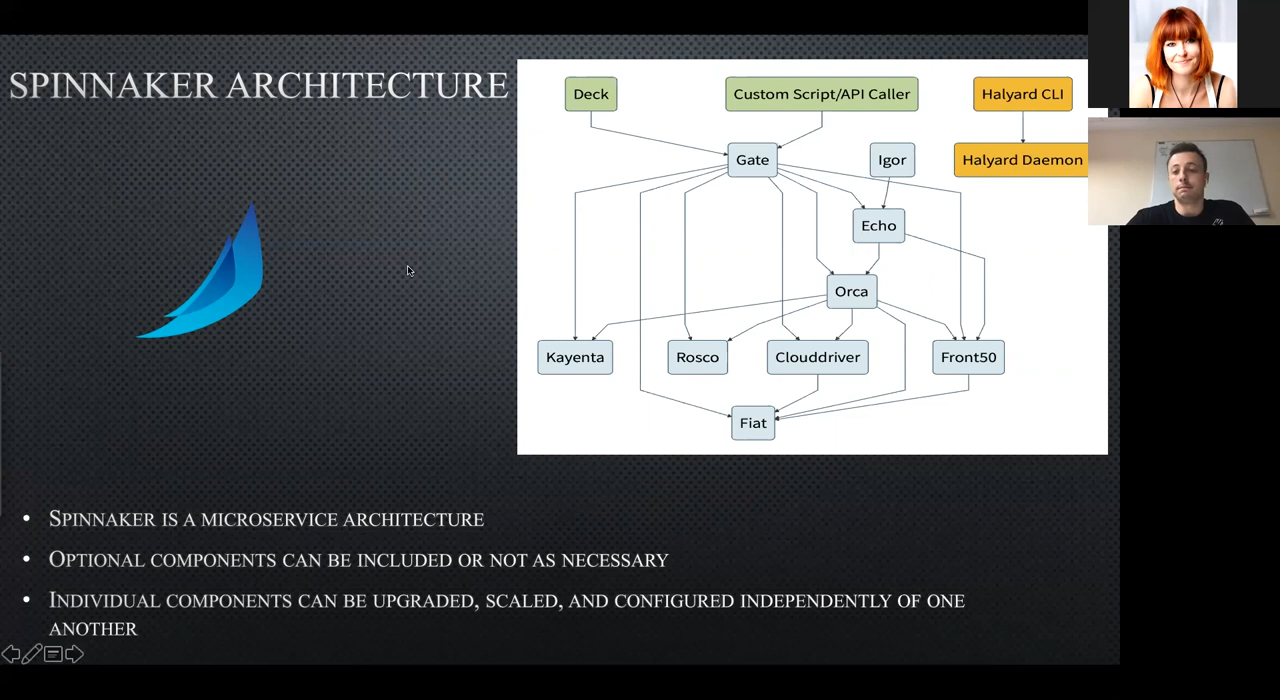 SPINNAKER ARCHITECTURE
Deck
Custom Script/API Caller
Halyard CLI
Gate
Igor
Halyard Daemon
Echo
Orca
Kayenta
Rosco
Clouddriver
Front50
Fiat
• SPINNAKER IS A MICROSERVICE ARCHITECTURE
• OPTIONAL COMPONENTS CAN BE INCLUDED OR NOT AS NECESSARY
• INDIVIDUAL COMPONENTS CAN BE UPGRADED, SCALED, AND CONFIGURED INDEPENDENTLY OF ONE
ANOTHER